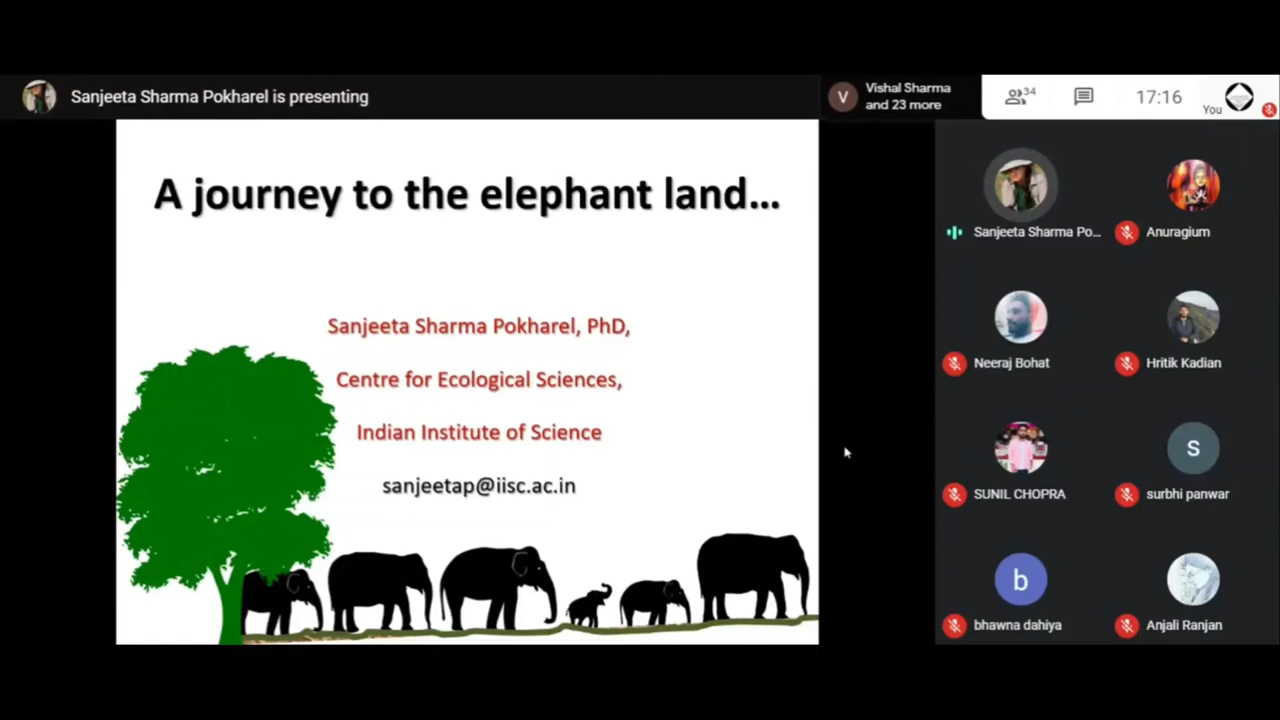 Sanjeeta Sharma Pokharel is presenting
V
Vishal Sharma
and 23 more
34
17:16
You
A journey to the elephant land...
Sanjeeta Sharma Pokharel, PhD,
Centre for Ecological Sciences,
Indian Institute of Science
sanjeetap@iisc.ac.in
Sanjeeta Sharma Po...
Anuragium
Neeraj Bohat
Hritik Kadian
SUNIL CHOPRA
s
surbhi panwar
b
bhawna dahiya
Anjali Ranjan